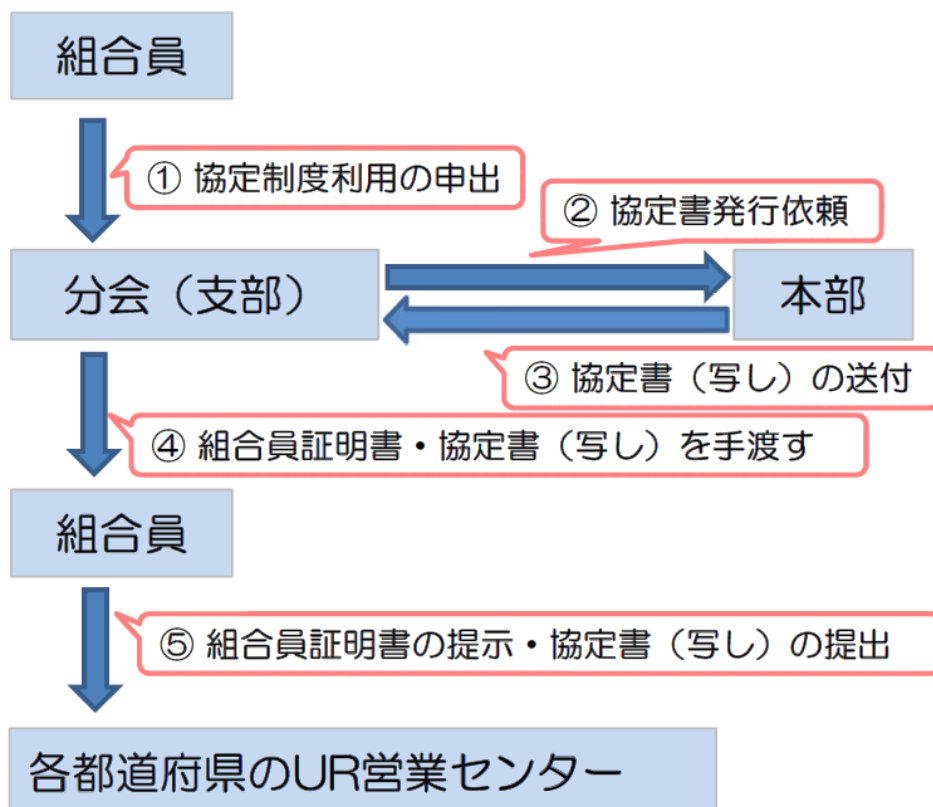 組合員
① 協定制度利用の申出
② 協定書発行依頼
分会（支部）
本部
③ 協定書（写し）の送付
④ 組合員証明書・協定書（写し）を手渡す
組合員
⑤ 組合員証明書の提示・協定書（写し）の提出
各都道府県のUR営業センター